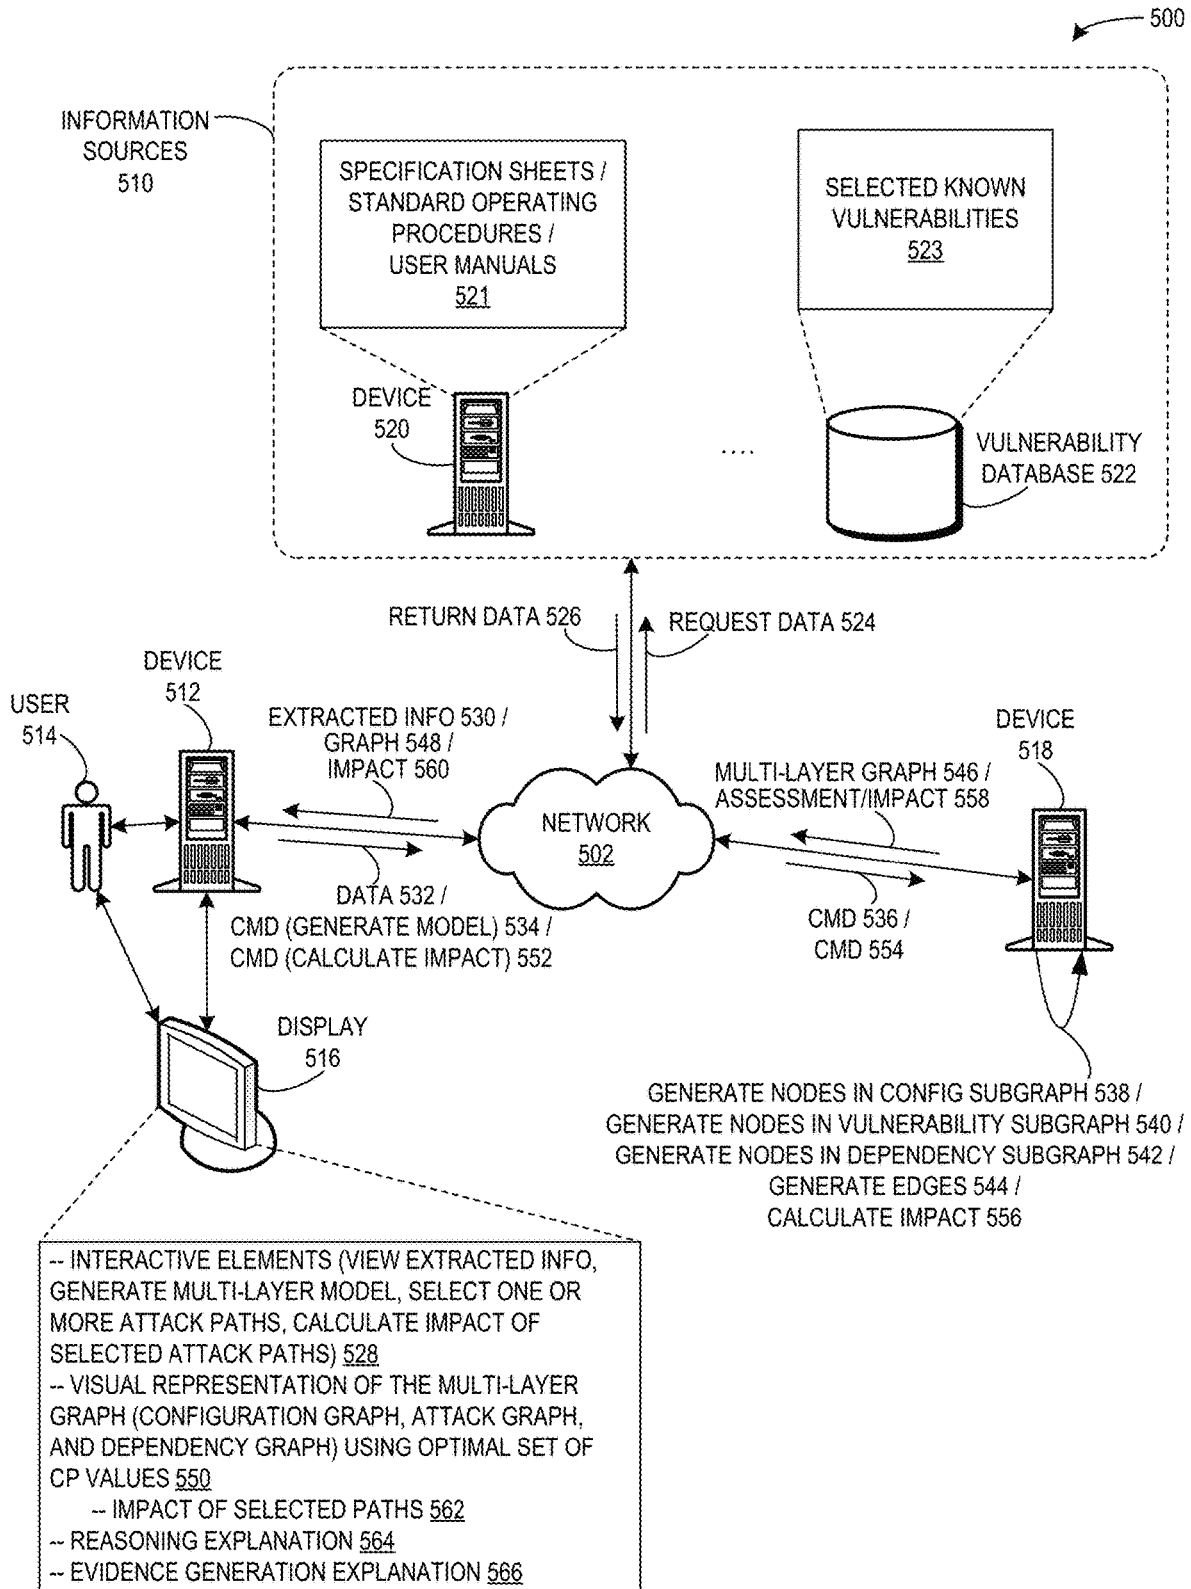 500
INFORMATION
SOURCES
510
SPECIFICATION SHEETS /
STANDARD OPERATING
PROCEDURES /
USER MANUALS
521
SELECTED KNOWN
VULNERABILITIES
523
DEVICE
520
....
VULNERABILITY
DATABASE 522
RETURN DATA 526
REQUEST DATA 524
DEVICE
512
USER
514
EXTRACTED INFO 530 /
GRAPH 548 /
IMPACT 560
DEVICE
518
MULTI-LAYER GRAPH 546 /
ASSESSMENT/IMPACT 558
NETWORK
502
DATA 532 /
CMD (GENERATE MODEL) 534 /
CMD (CALCULATE IMPACT) 552
CMD 536 /
CMD 554
DISPLAY
516
GENERATE NODES IN CONFIG SUBGRAPH 538 /
GENERATE NODES IN VULNERABILITY SUBGRAPH 540 /
GENERATE NODES IN DEPENDENCY SUBGRAPH 542 /
GENERATE EDGES 544 /
CALCULATE IMPACT 556
-- INTERACTIVE ELEMENTS (VIEW EXTRACTED INFO,
GENERATE MULTI-LAYER MODEL, SELECT ONE OR
MORE ATTACK PATHS, CALCULATE IMPACT OF
SELECTED ATTACK PATHS) 528
-- VISUAL REPRESENTATION OF THE MULTI-LAYER
GRAPH (CONFIGURATION GRAPH, ATTACK GRAPH,
AND DEPENDENCY GRAPH) USING OPTIMAL SET OF
CP VALUES 550
-- IMPACT OF SELECTED PATHS 562
-- REASONING EXPLANATION 564
-- EVIDENCE GENERATION EXPLANATION 566